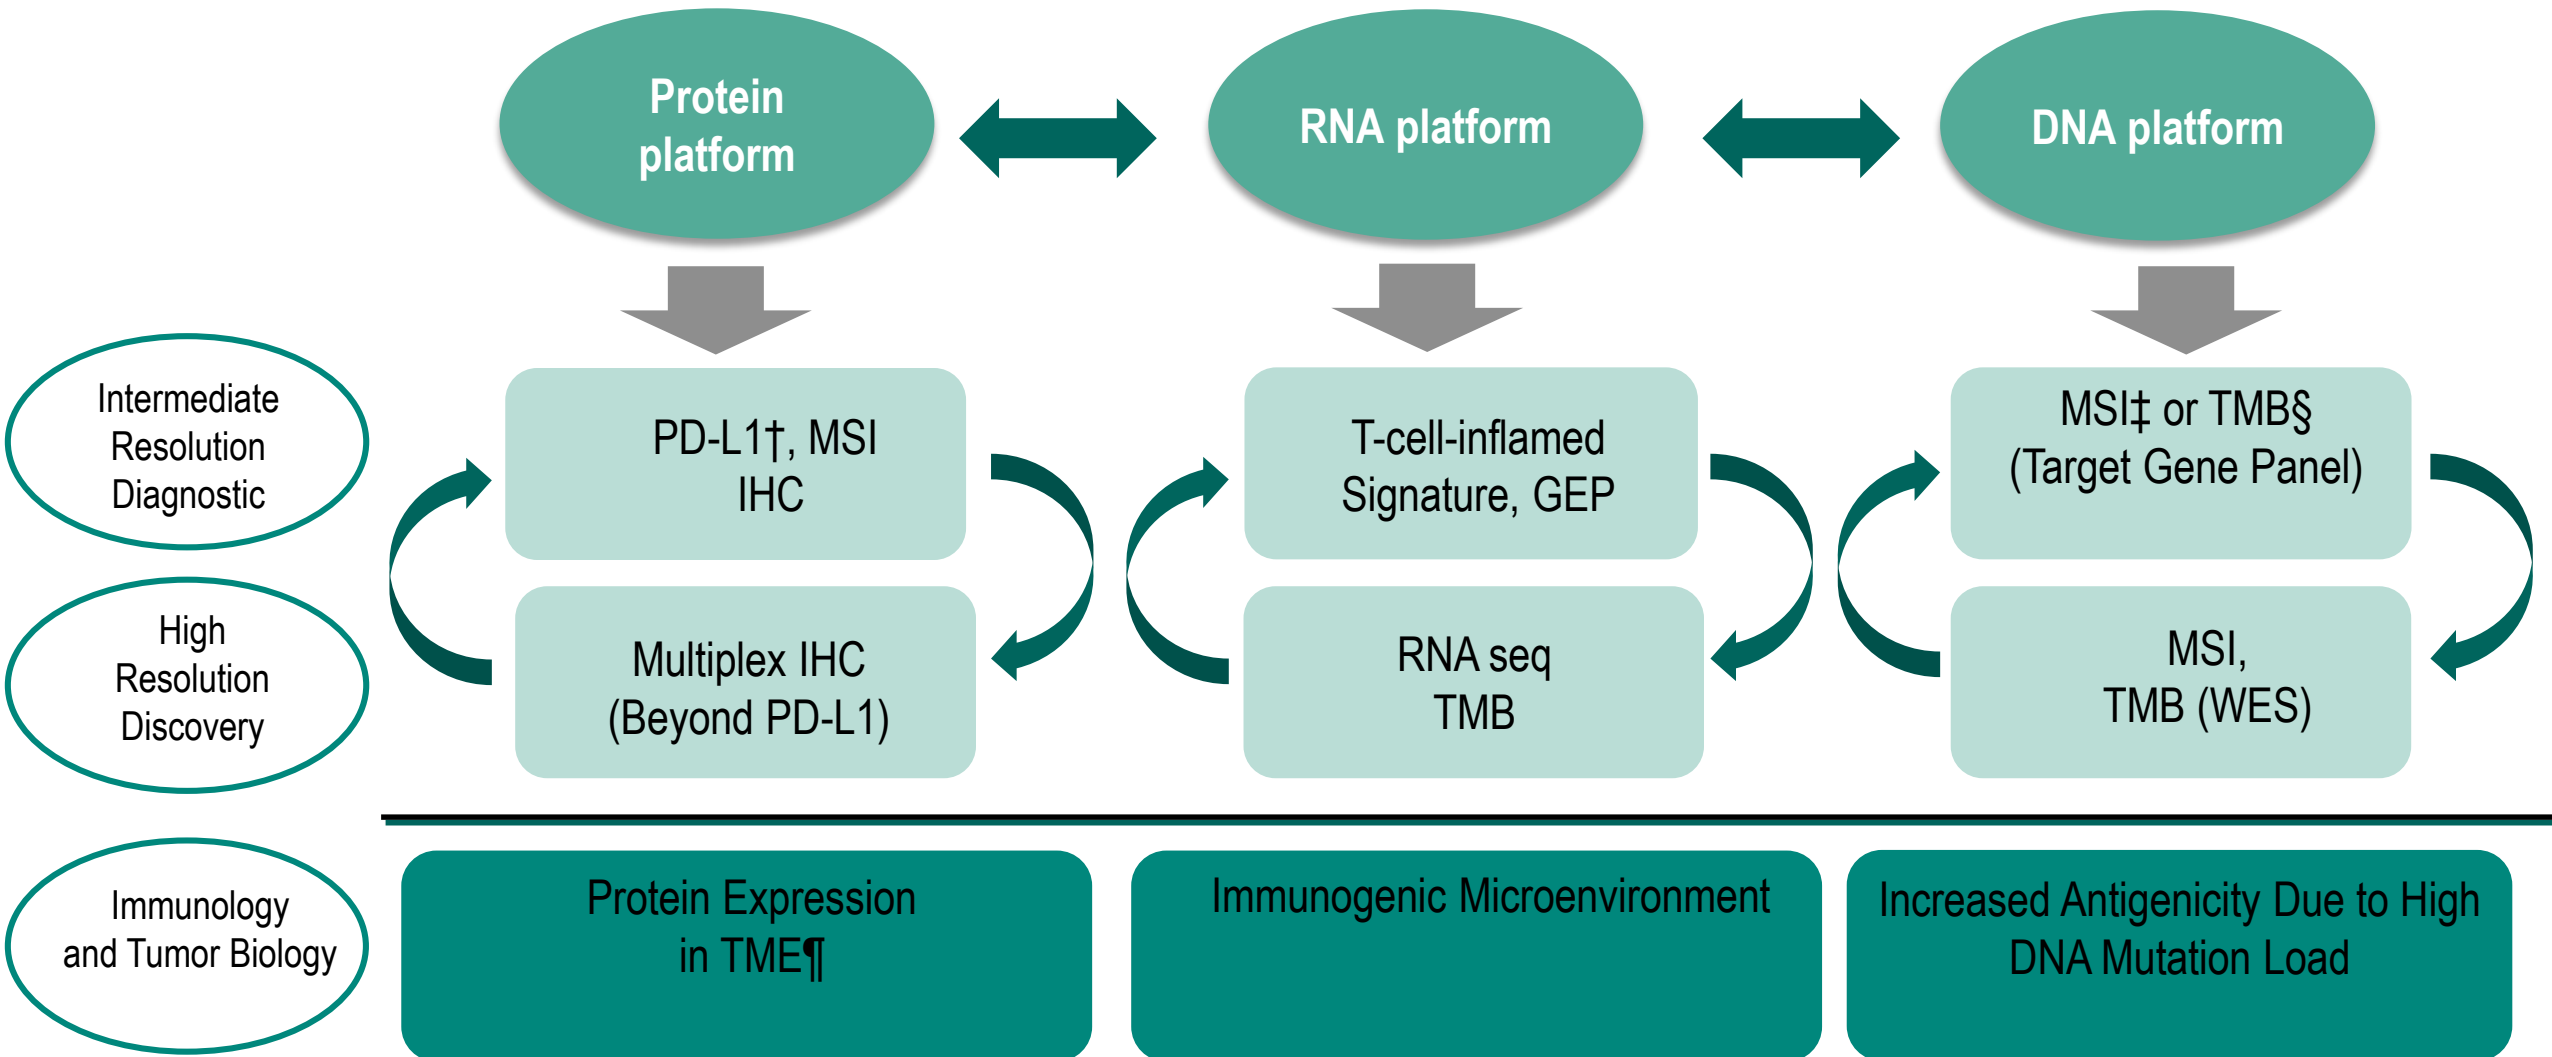 Protein
platform
RNA platform
DNA platform
Intermediate
Resolution
Diagnostic
PD-L1†, MSI
IHC
T-cell-inflamed
Signature, GEP
MSI‡ or TMB§
(Target Gene Panel)
High
Resolution
Discovery
Multiplex IHC
(Beyond PD-L1)
RNA seq
TMB
MSI,
TMB (WES)
Immunology
and Tumor Biology
Protein Expression
in TME¶
Immunogenic Microenvironment
Increased Antigenicity Due to High
DNA Mutation Load